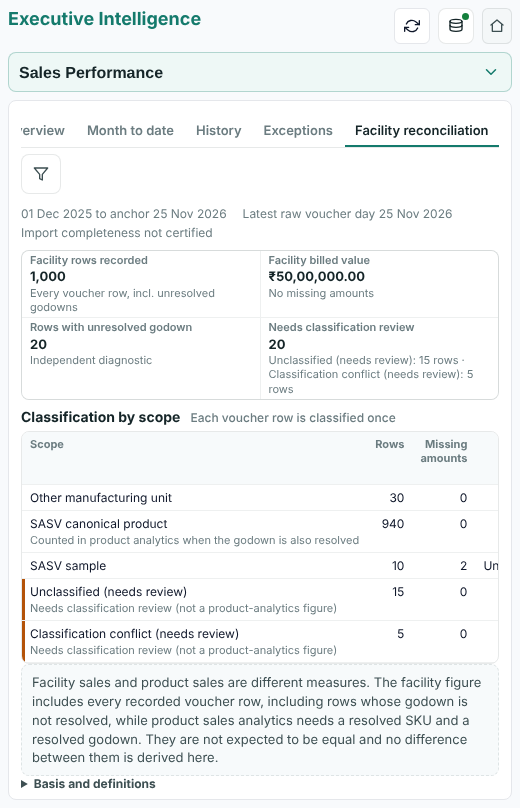 Executive Intelligence
Sales Performance
erview Month to date History Exceptions Facility reconciliation
01 Dec 2025 to anchor 25 Nov 2026 Latest raw voucher day 25 Nov 2026
Import completeness not certified
Facility rows recorded
1,000
Every voucher row, incl. unresolved
godowns
Facility billed value
₹50,00,000.00
No missing amounts
Rows with unresolved godown
20
Independent diagnostic
Needs classification review
20
Unclassified (needs review): 15 rows ·
Classification conflict (needs review): 5
rows
Classification by scope Each voucher row is classified once
Scope Rows Missing
amounts
Other manufacturing unit 30 0
SASV canonical product 940 0
Counted in product analytics when the godown is also resolved
SASV sample 10 2 Un
Unclassified (needs review) 15 0
Needs classification review (not a product-analytics figure)
Classification conflict (needs review) 5 0
Needs classification review (not a product-analytics figure)
Facility sales and product sales are different measures. The facility figure
includes every recorded voucher row, including rows whose godown is
not resolved, while product sales analytics needs a resolved SKU and a
resolved godown. They are not expected to be equal and no difference
between them is derived here.
Basis and definitions